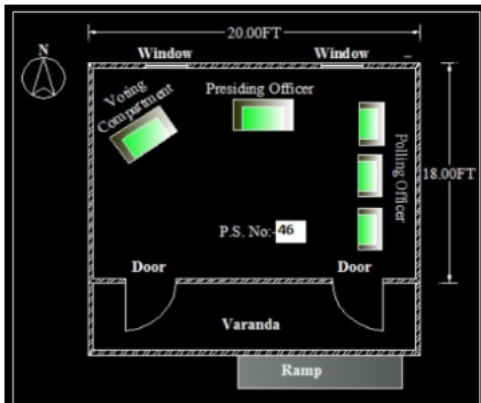 20.00FT
N
Window
Window
Voting
Compartment
Presiding Officer
Polling Officer
18.00FT
P.S. No:-46
Door
Door
Varanda
Ramp